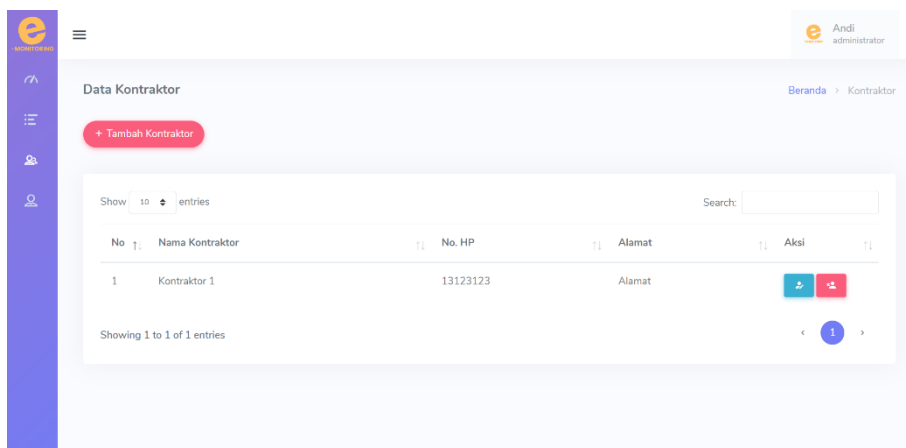 e
-MONITORING
Andi
administrator
Data Kontraktor
Beranda > Kontraktor
+ Tambah Kontraktor
Show 10 entries
Search:
No Nama Kontraktor No. HP Alamat Aksi
1 Kontraktor 1 13123123 Alamat
Showing 1 to 1 of 1 entries
‹ 1 ›